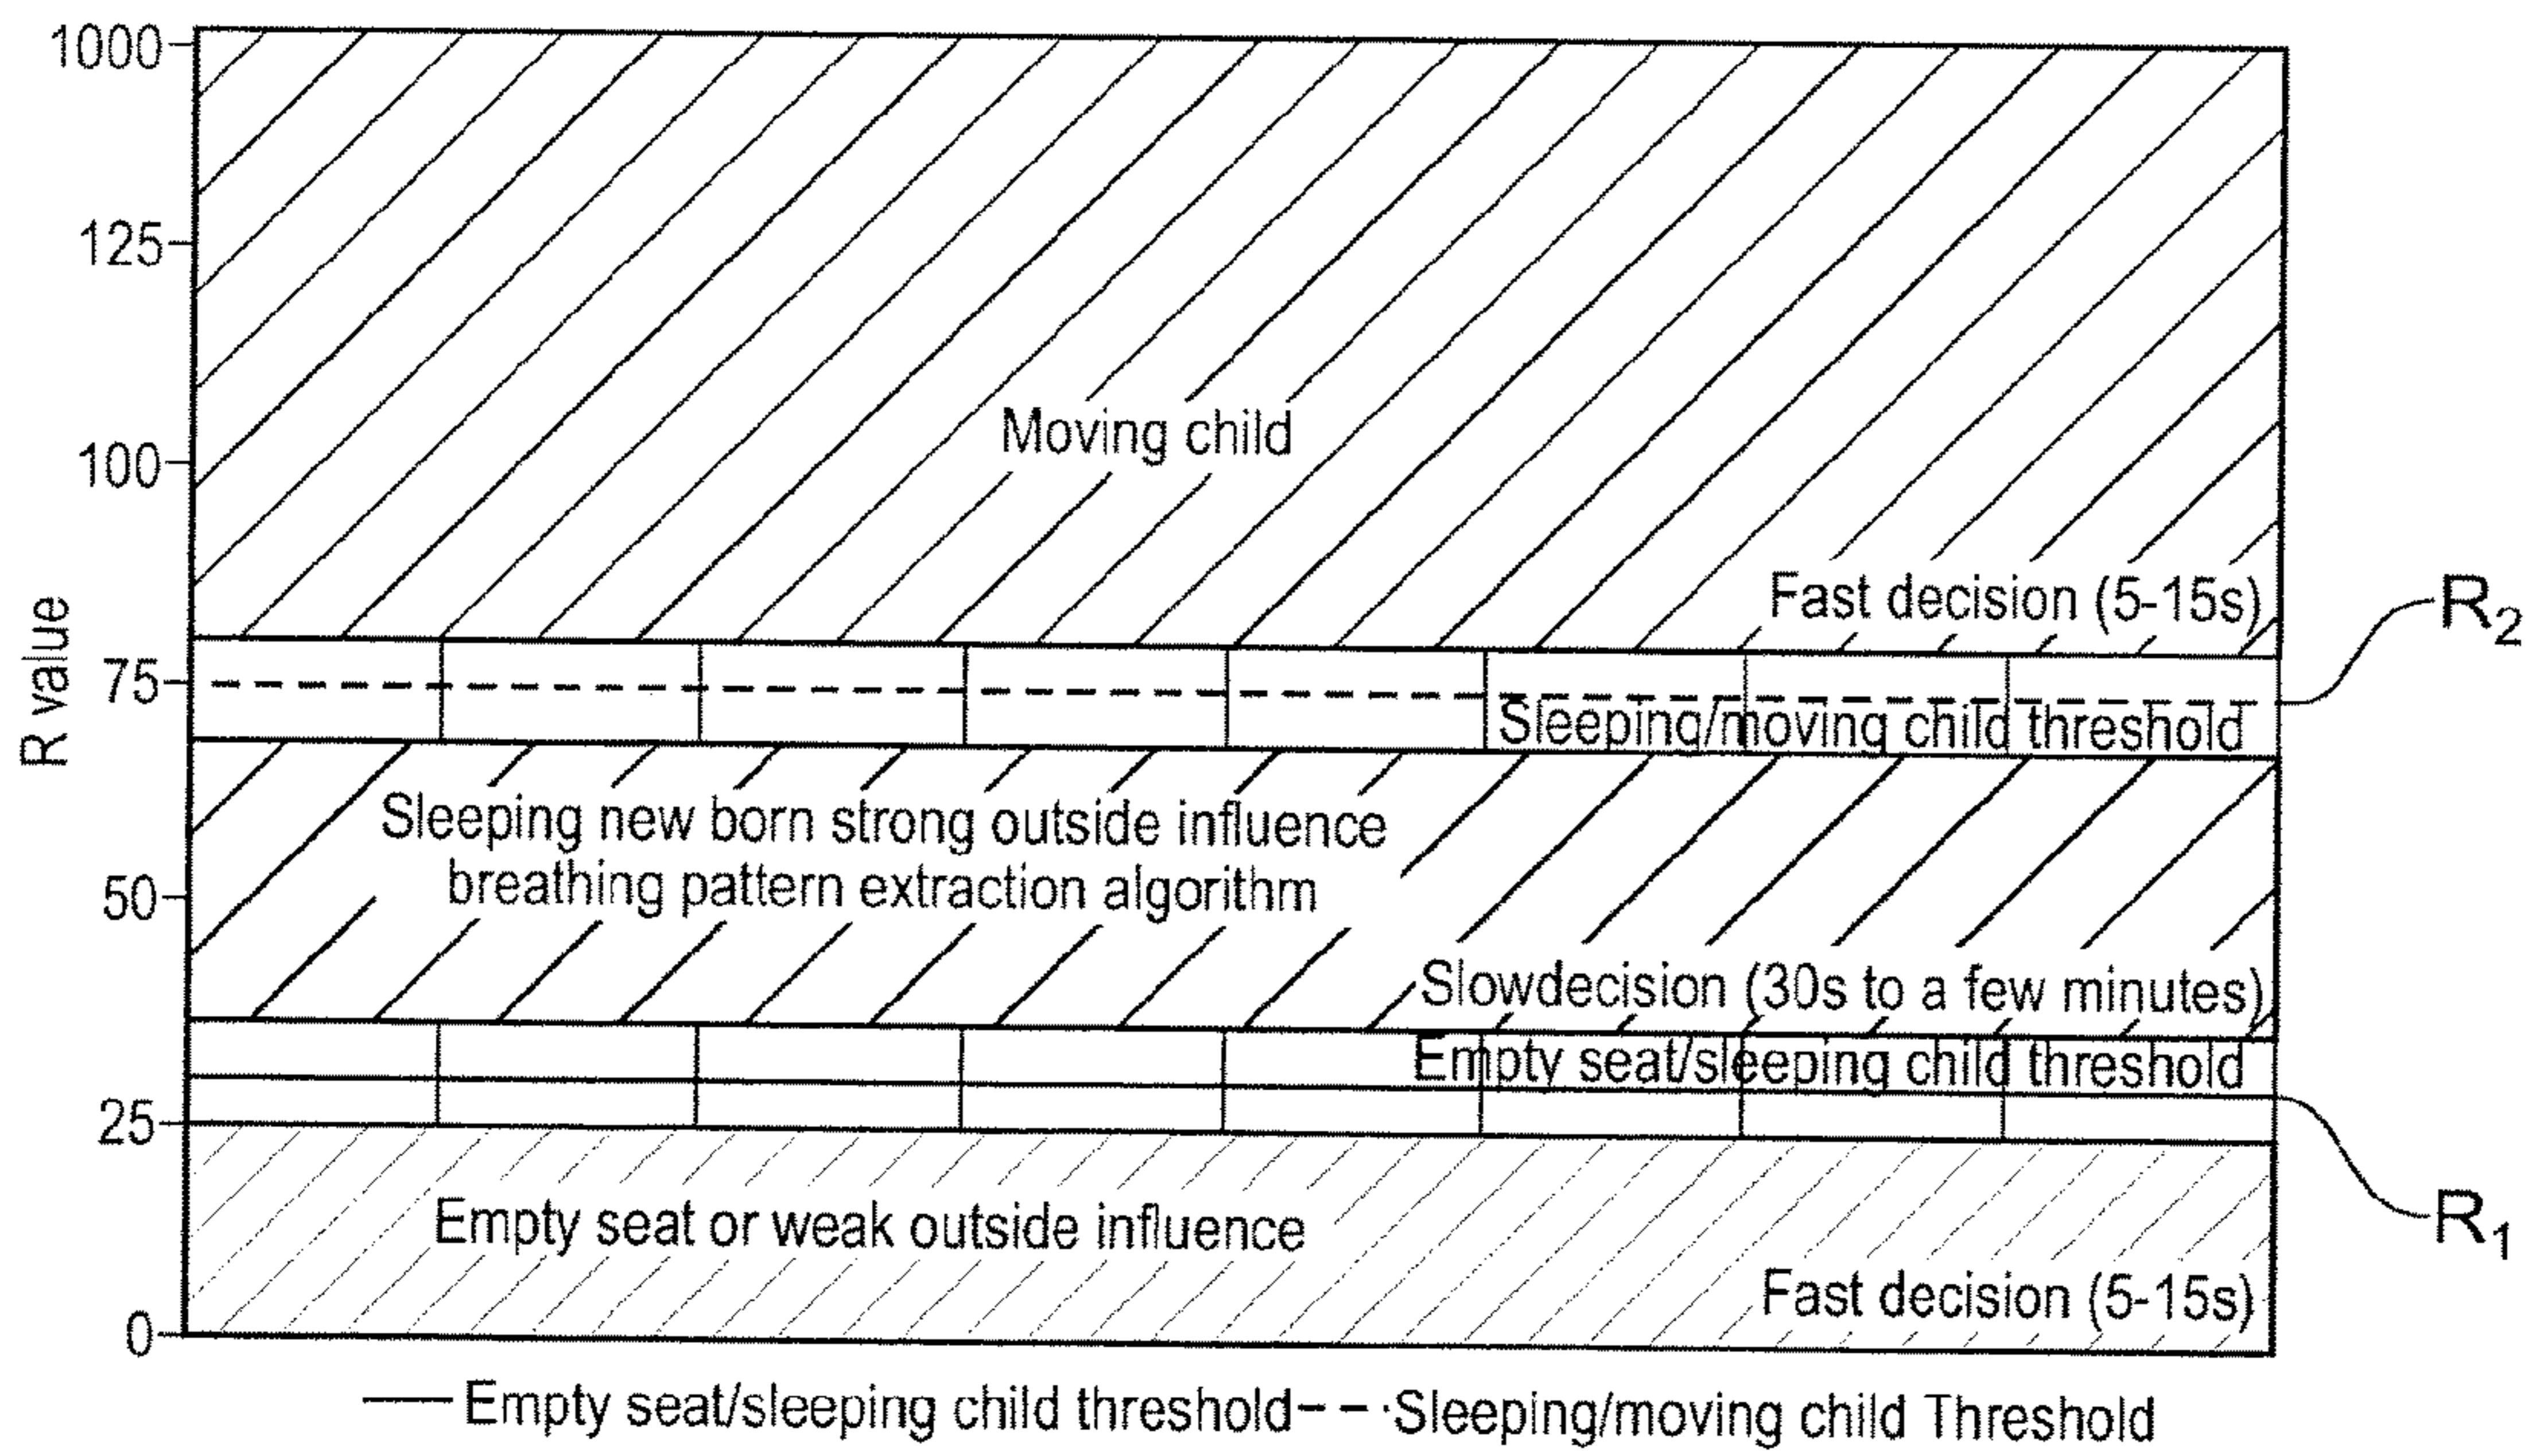 1000
125
100
75
50
25
0
R value
Moving child
Fast decision (5-15s)
R2
Sleeping/moving child threshold
Sleeping new born strong outside influence
breathing pattern extraction algorithm
Slowdecision (30s to a few minutes)
Empty seat/sleeping child threshold
R1
Empty seat or weak outside influence
Fast decision (5-15s)
Empty seat/sleeping child threshold
Sleeping/moving child Threshold